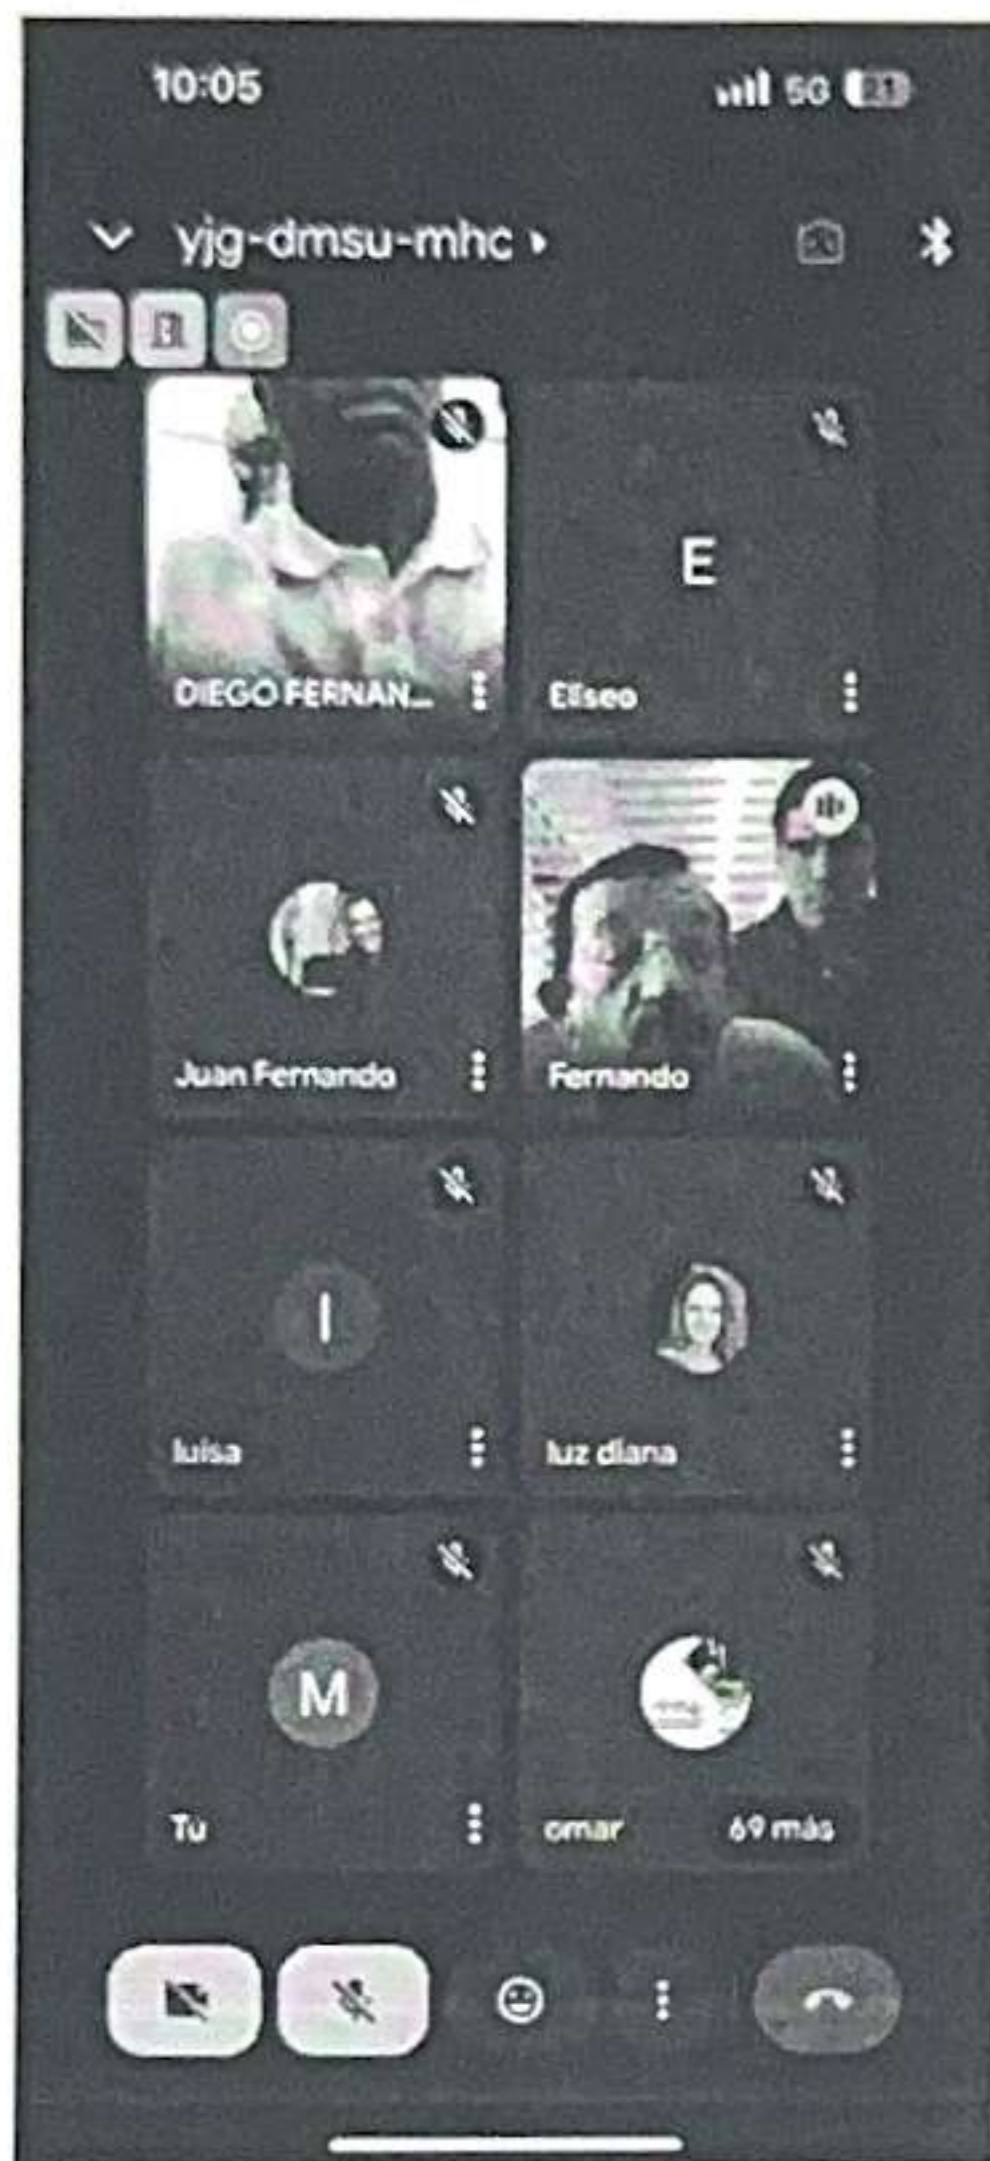 10:05 5G 21
yjg-dmsu-mhc
DIEGO FERNAN...
E
Eliseo
Juan Fernando
Fernando
l
luisa
luz diana
M
Tú
omar 69 más